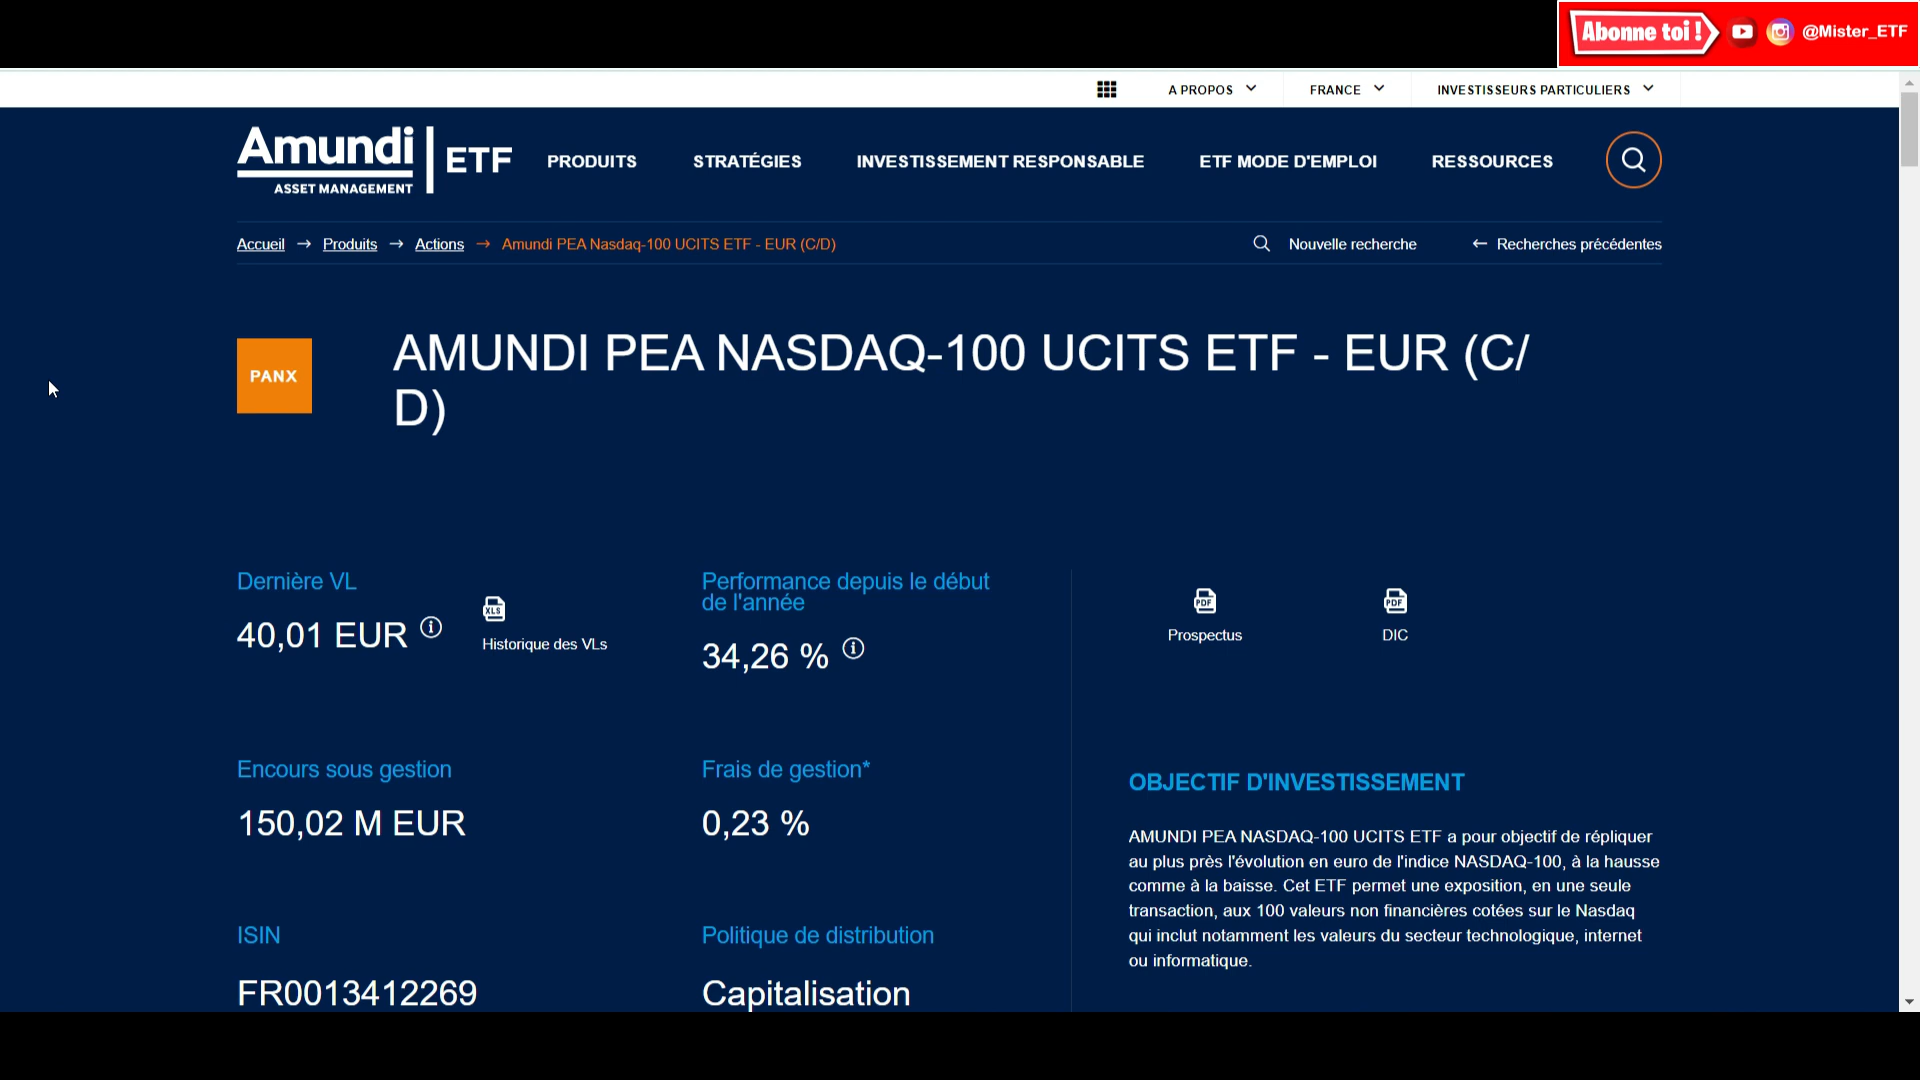 Abonne toi !
@Mister_ETF
A PROPOS
FRANCE
INVESTISSEURS PARTICULIERS
Amundi
ASSET MANAGEMENT
ETF
PRODUITS
STRATÉGIES
INVESTISSEMENT RESPONSABLE
ETF MODE D'EMPLOI
RESSOURCES
Accueil → Produits → Actions → Amundi PEA Nasdaq-100 UCITS ETF - EUR (C/D)
Nouvelle recherche
← Recherches précédentes
PANX
AMUNDI PEA NASDAQ-100 UCITS ETF - EUR (C/
D)
Dernière VL
40,01 EUR
XLS
Historique des VLs
Performance depuis le début
de l'année
34,26 %
PDF
Prospectus
PDF
DIC
Encours sous gestion
150,02 M EUR
Frais de gestion*
0,23 %
ISIN
FR0013412269
Politique de distribution
Capitalisation
OBJECTIF D'INVESTISSEMENT
AMUNDI PEA NASDAQ-100 UCITS ETF a pour objectif de répliquer
au plus près l'évolution en euro de l'indice NASDAQ-100, à la hausse
comme à la baisse. Cet ETF permet une exposition, en une seule
transaction, aux 100 valeurs non financières cotées sur le Nasdaq
qui inclut notamment les valeurs du secteur technologique, internet
ou informatique.